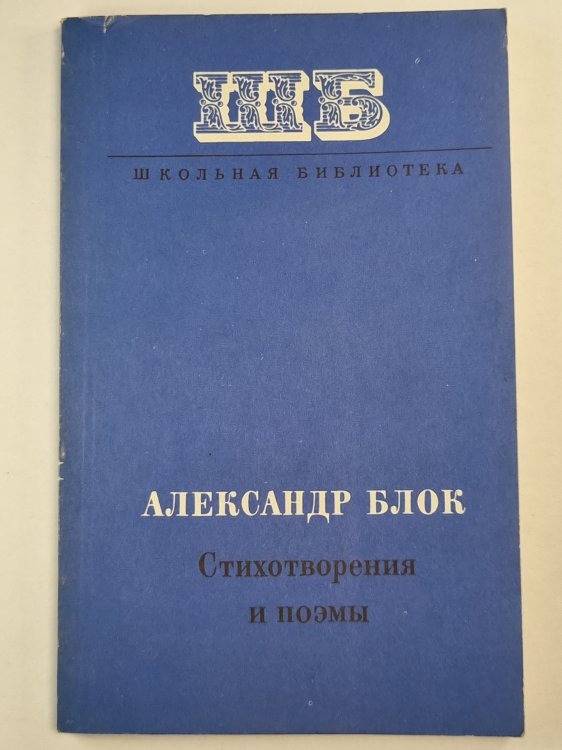 ШБ
ШКОЛЬНАЯ БИБЛИОТЕКА
АЛЕКСАНДР БЛОК
Стихотворения
и поэмы